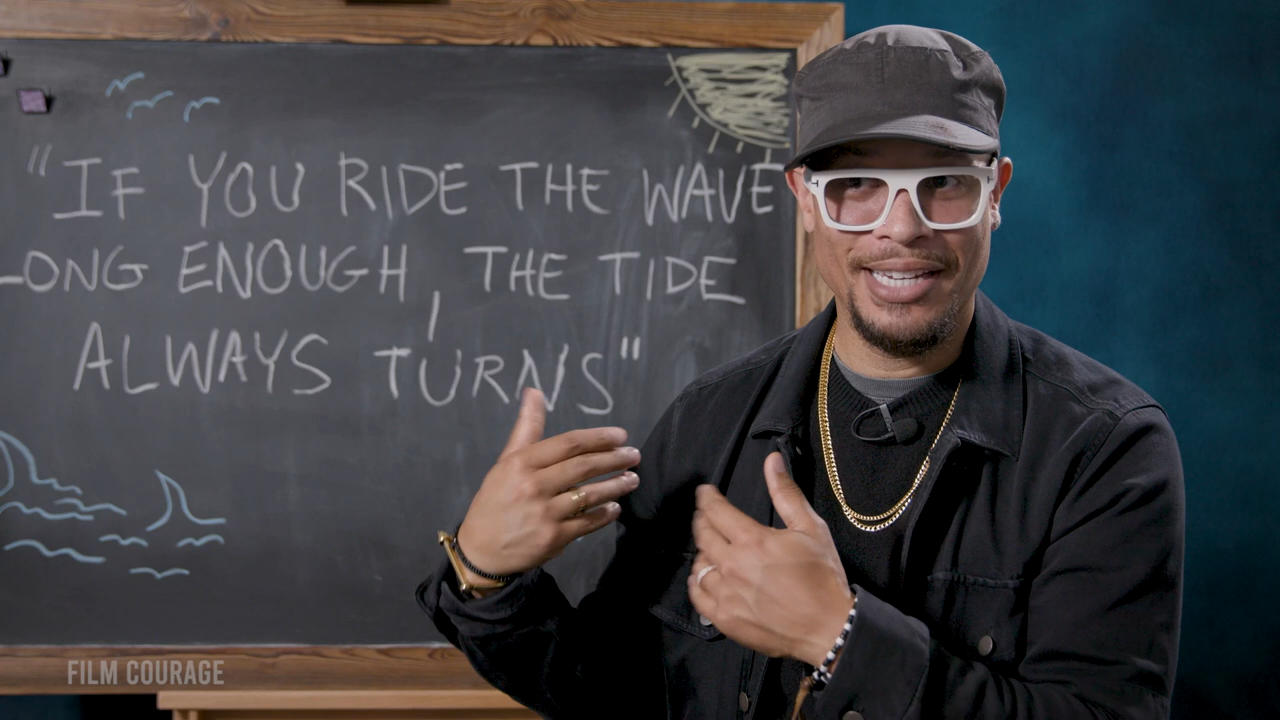 "IF YOU RIDE THE WAVE
LONG ENOUGH, THE TIDE
ALWAYS TURNS"
FILM COURAGE